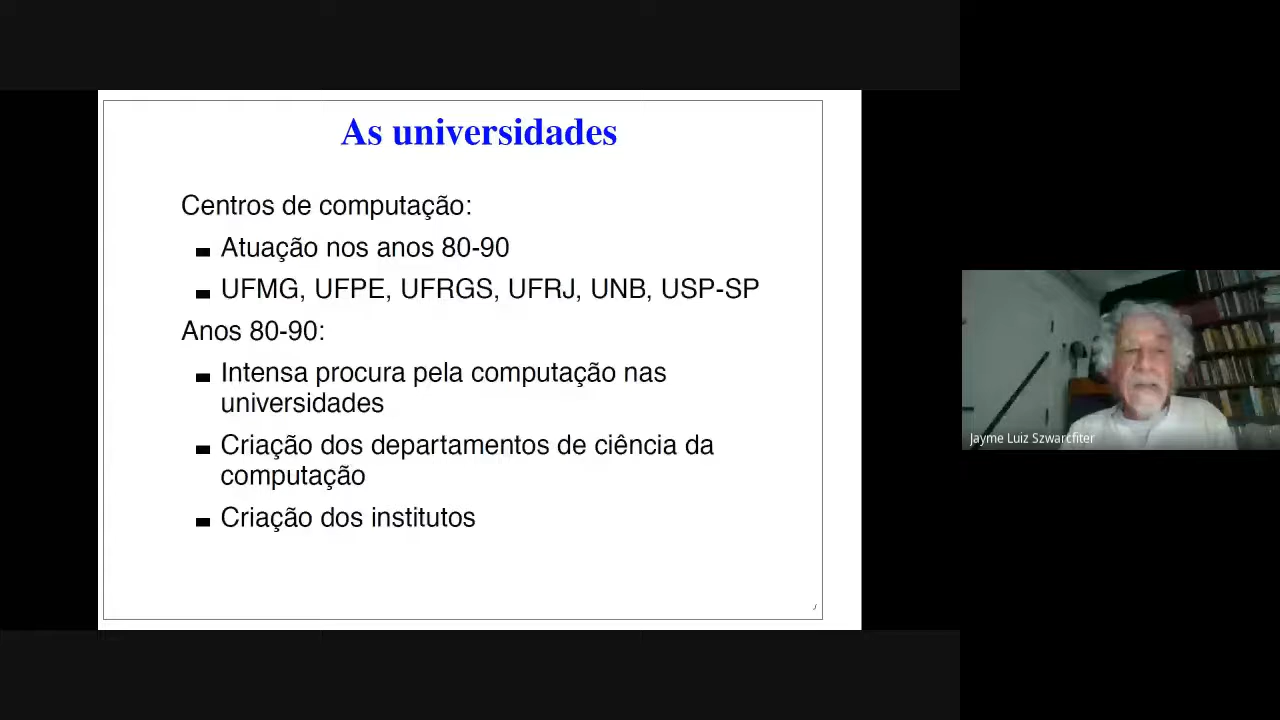 As universidades
Centros de computação:
Atuação nos anos 80-90
UFMG, UFPE, UFRGS, UFRJ, UNB, USP-SP
Anos 80-90:
Intensa procura pela computação nas
universidades
Criação dos departamentos de ciência da
computação
Criação dos institutos
Jayme Luiz Szwarcfiter